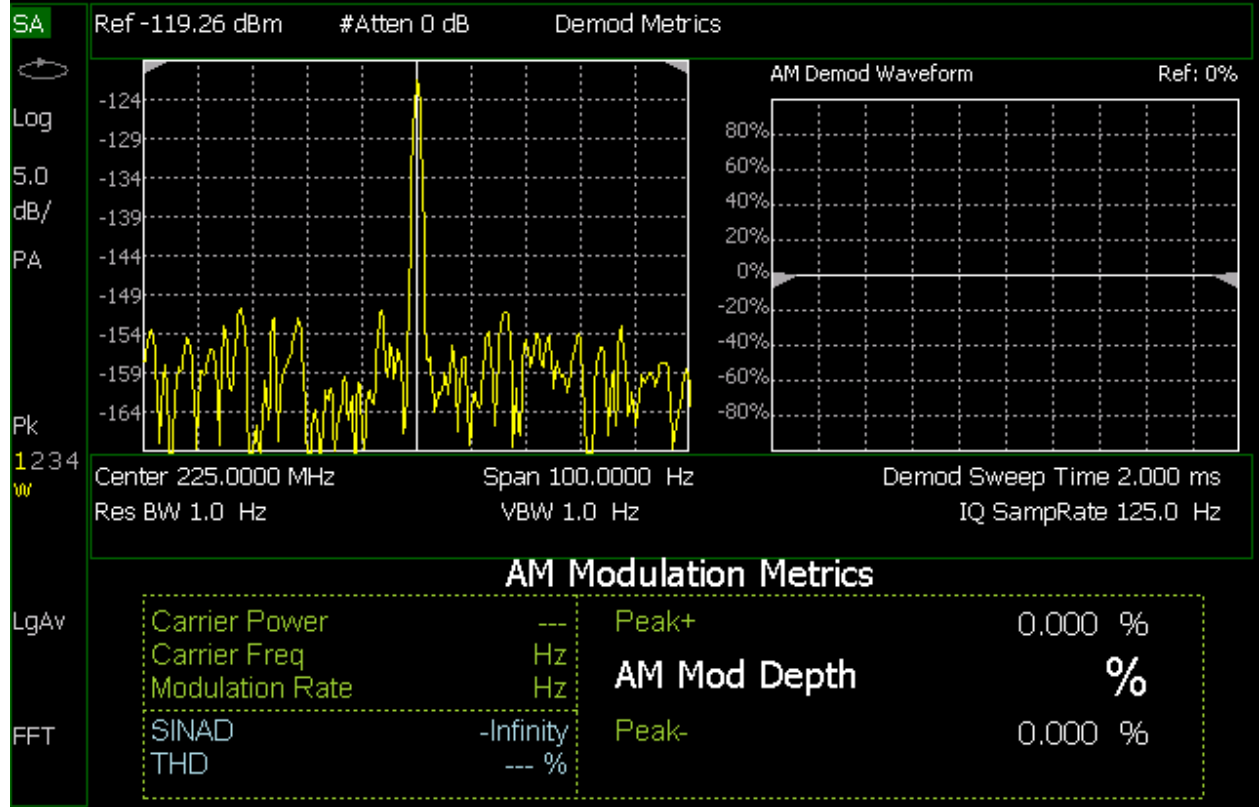 SA
Ref -119.26 dBm #Atten 0 dB Demod Metrics
Log
5.0
dB/
PA
Pk
1234
W
LgAv
FFT
-124
-129
-134
-139
-144
-149
-154
-159
-164
AM Demod Waveform Ref: 0%
80%
60%
40%
20%
0%
-20%
-40%
-60%
-80%
Center 225.0000 MHz Span 100.0000 Hz Demod Sweep Time 2.000 ms
Res BW 1.0 Hz VBW 1.0 Hz IQ SampRate 125.0 Hz
AM Modulation Metrics
Carrier Power ---
Carrier Freq Hz
Modulation Rate Hz
SINAD -Infinity
THD --- %
Peak+ 0.000 %
AM Mod Depth %
Peak- 0.000 %